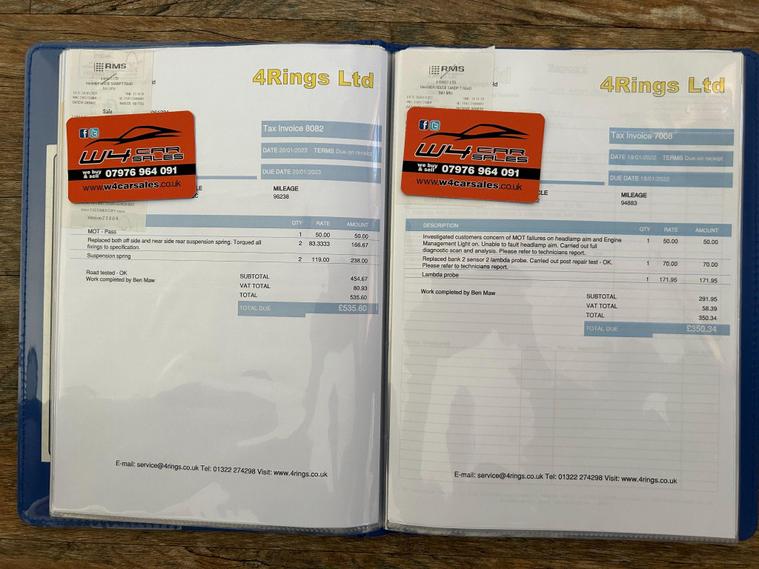 RMS
4Rings Ltd
Tax Invoice 8082
DATE 20/01/2023 TERMS Due on receipt
DUE DATE 20/01/2023
Sale
W4 CAR
SALES
we buy
& sell
07976 964 091
www.w4carsales.co.uk
MILEAGE
96238
QTY RATE AMOUNT
MOT - Pass 1 50.00 50.00
Replaced both off side and near side rear suspension spring. Torqued all 2 83.3333 166.67
fixings to specification.
Suspension spring 2 119.00 238.00
Road tested - OK
Work completed by Ben Maw
SUBTOTAL 454.67
VAT TOTAL 80.93
TOTAL 535.60
TOTAL DUE £535.60
E-mail: service@4rings.co.uk Tel: 01322 274298 Visit: www.4rings.co.uk
RMS
4Rings Ltd
Tax Invoice 7068
DATE 19/01/2022 TERMS Due on receipt
DUE DATE 19/01/2022
W4 CAR
SALES
we buy
& sell
07976 964 091
www.w4carsales.co.uk
CLE
MILEAGE
94883
DESCRIPTION QTY RATE AMOUNT
Investigated customers concern of MOT failures on headlamp aim and Engine 1 50.00 50.00
Management Light on. Unable to fault headlamp aim. Carried out full
diagnostic scan and analysis. Please refer to technicians report.
Replaced bank 2 sensor 2 lambda probe. Carried out post repair test - OK. 1 70.00 70.00
Please refer to technicians report.
Lambda probe 1 171.95 171.95
Work completed by Ben Maw
SUBTOTAL 291.95
VAT TOTAL 58.39
TOTAL 350.34
TOTAL DUE £350.34
E-mail: service@4rings.co.uk Tel: 01322 274298 Visit: www.4rings.co.uk